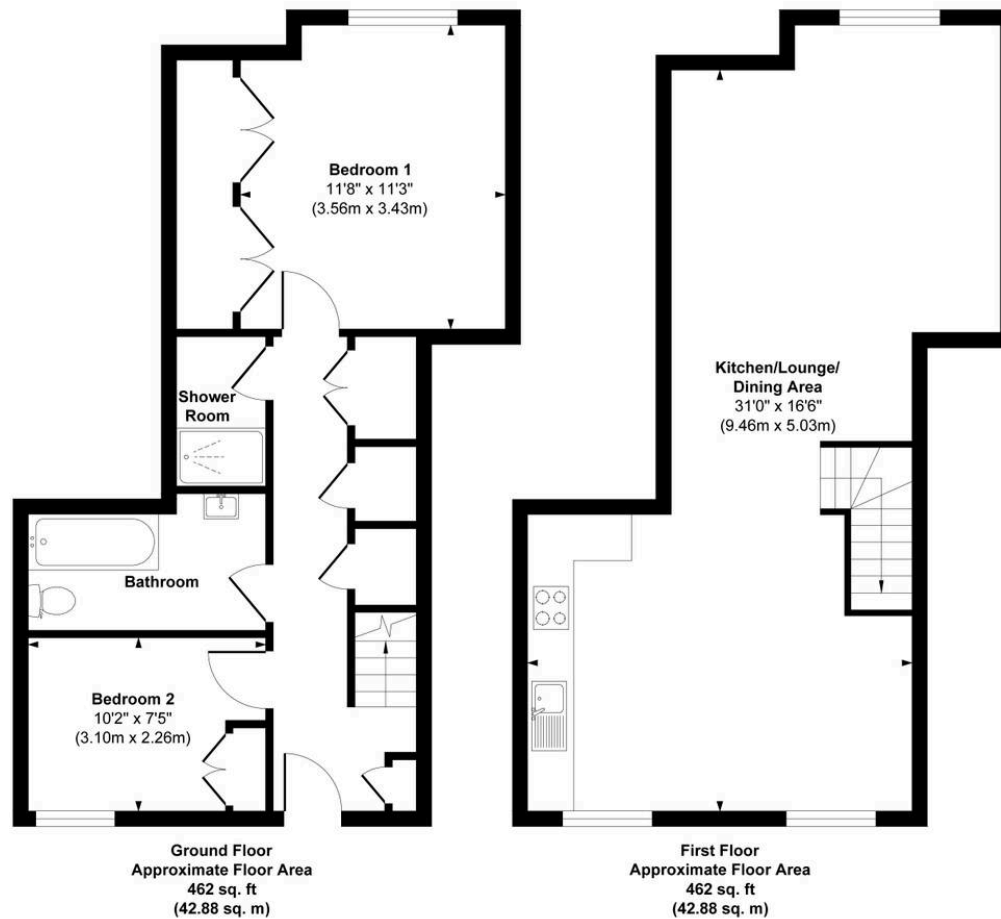 Bedroom 1
11'8" x 11'3"
(3.56m x 3.43m)
Shower
Room
Bathroom
Bedroom 2
10'2" x 7'5"
(3.10m x 2.26m)
Ground Floor
Approximate Floor Area
462 sq. ft
(42.88 sq. m)
Kitchen/Lounge/
Dining Area
31'0" x 16'6"
(9.46m x 5.03m)
First Floor
Approximate Floor Area
462 sq. ft
(42.88 sq. m)